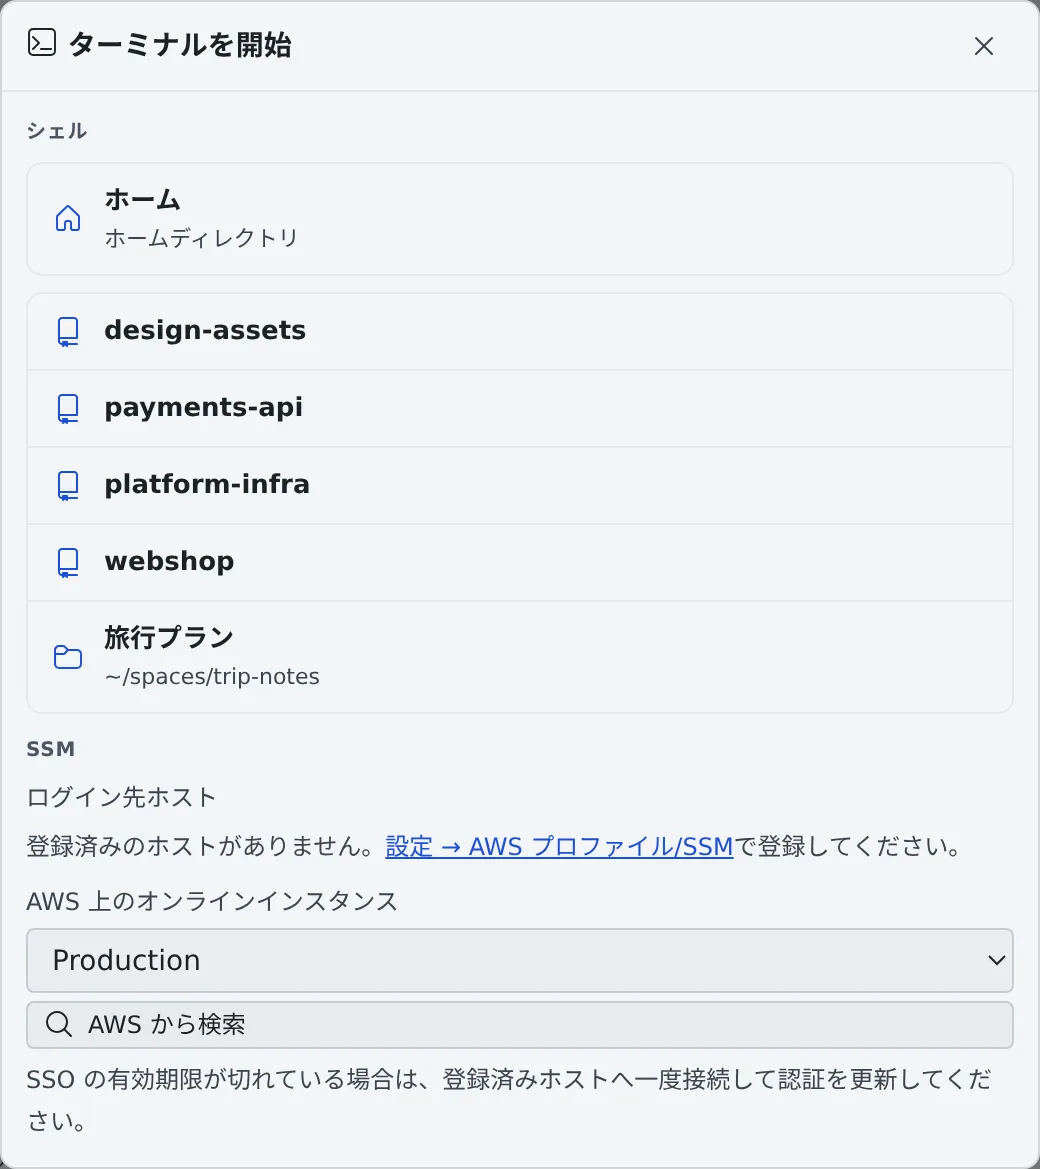 ターミナルを開始
シェル
ホーム
ホームディレクトリ
design-assets
payments-api
platform-infra
webshop
旅行プラン
~/spaces/trip-notes
SSM
ログイン先ホスト
登録済みのホストがありません。設定 → AWS プロファイル/SSMで登録してください。
AWS 上のオンラインインスタンス
Production
AWS から検索
SSO の有効期限が切れている場合は、登録済みホストへ一度接続して認証を更新してくだ
さい。